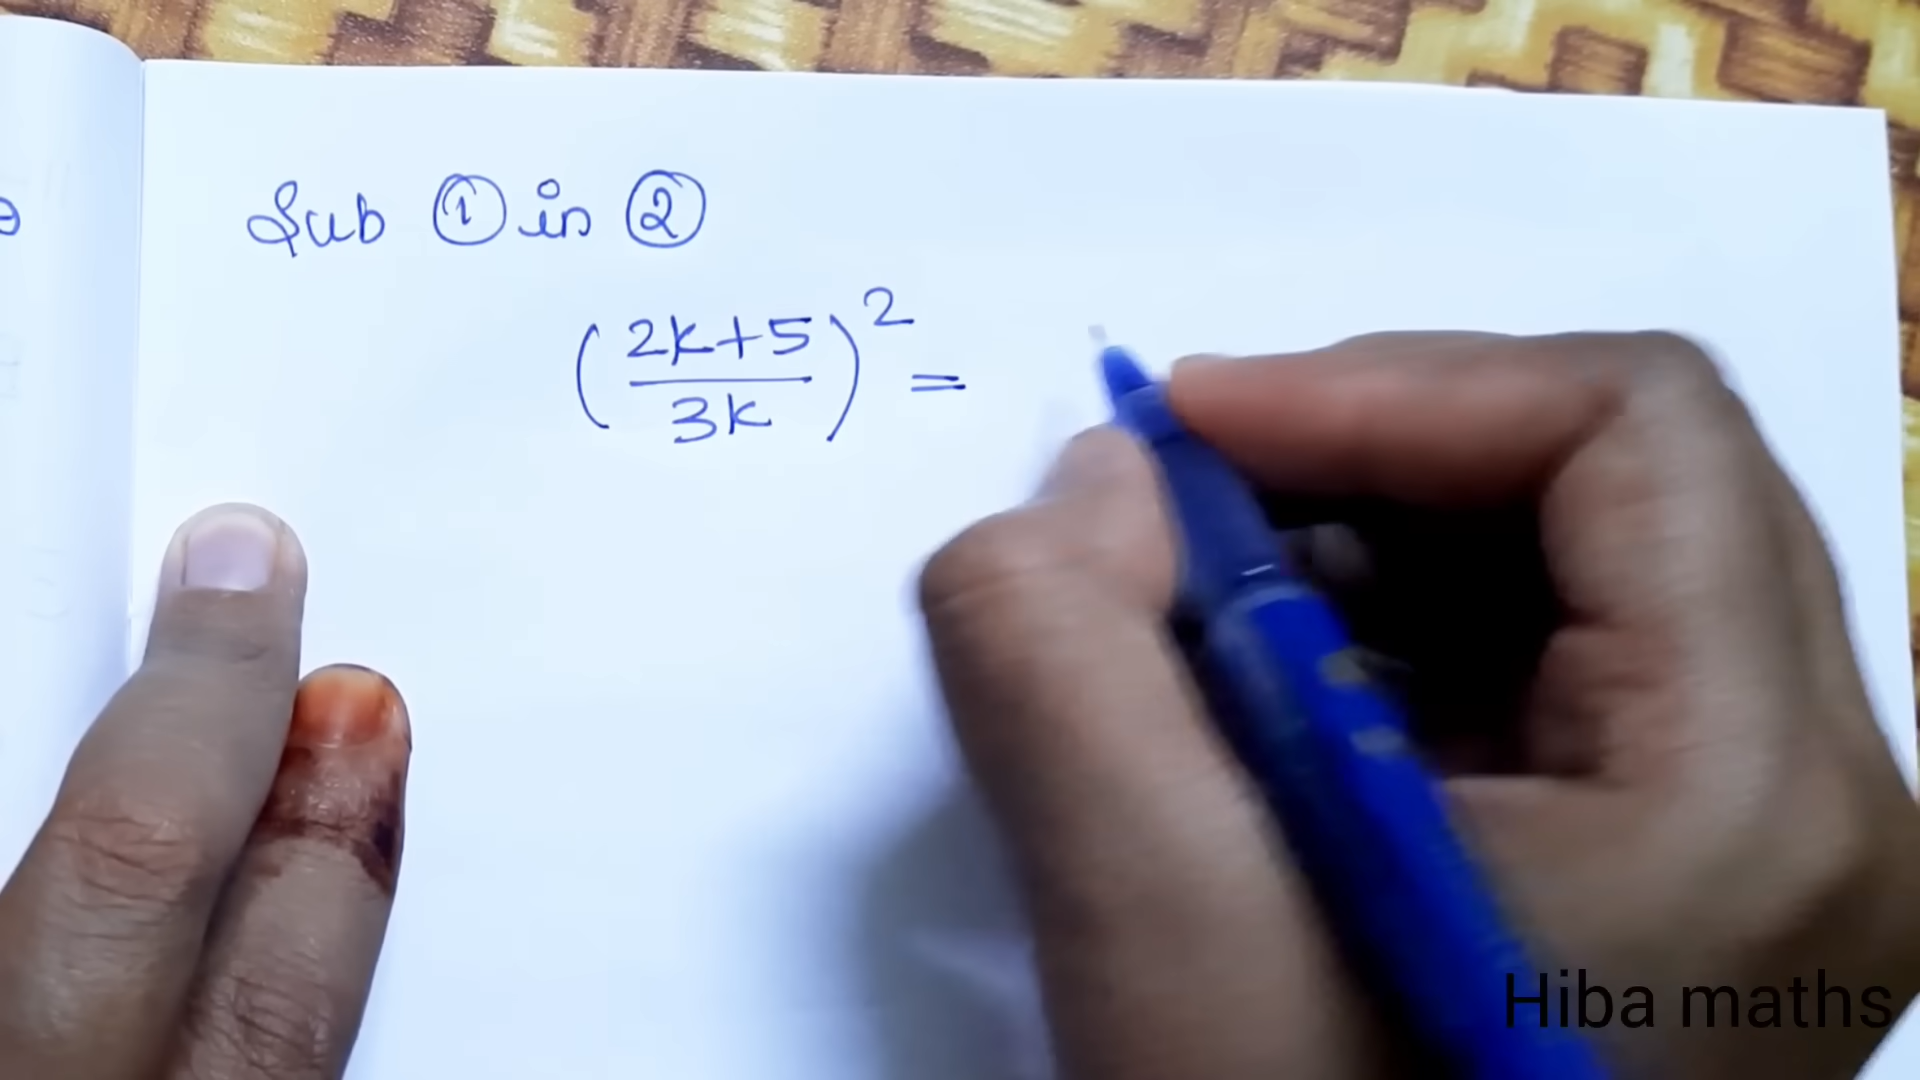 Sub ① in ②
(2k+5/3k)² =
Hiba maths